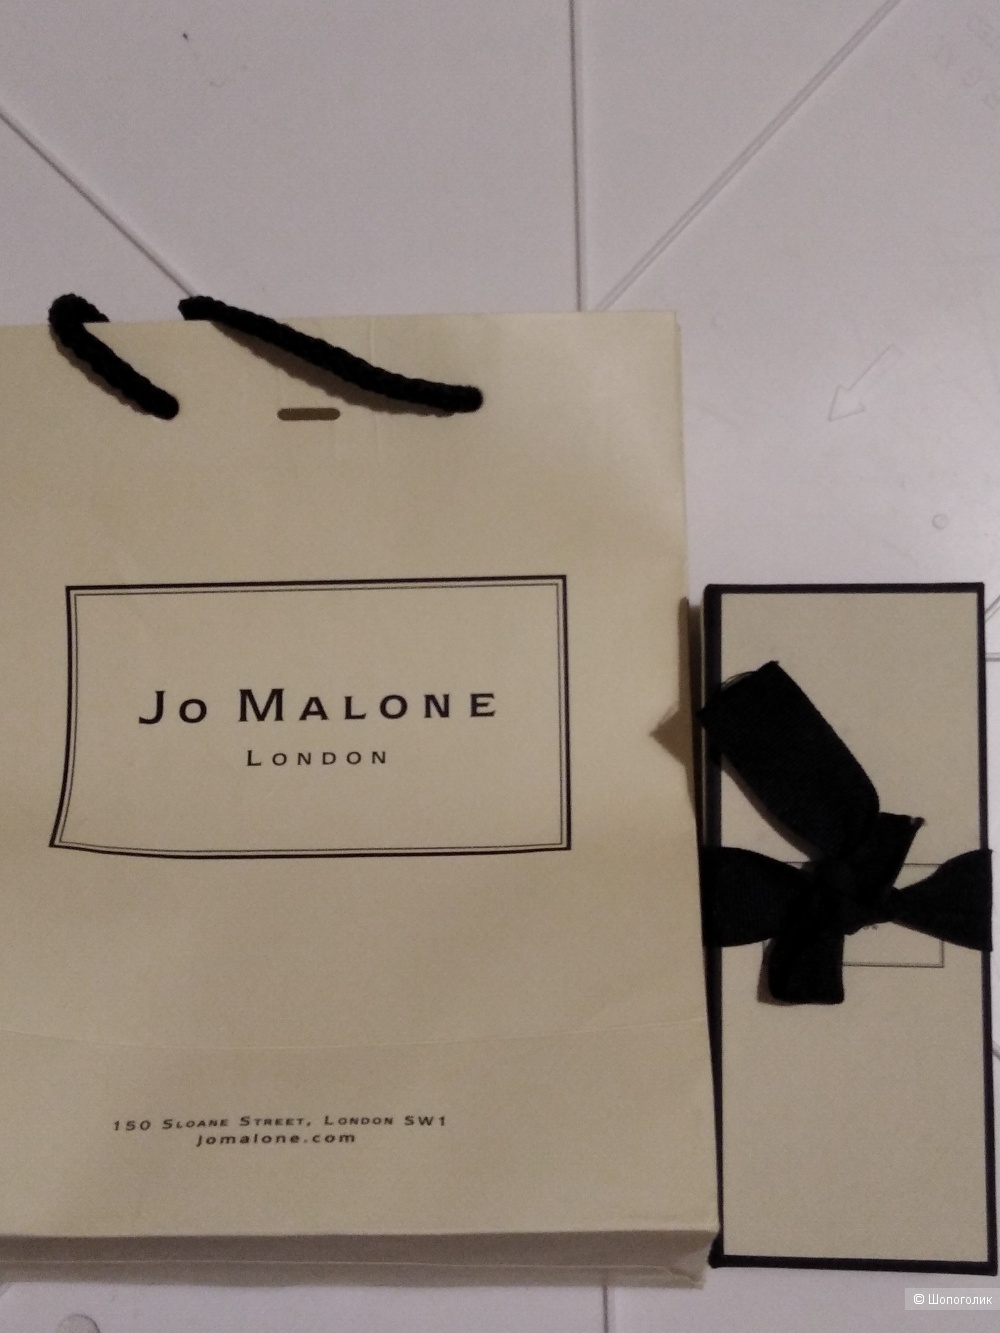 Jo Malone
London
150 Sloane Street, London SW1
jomalone.com
© Шопоголик